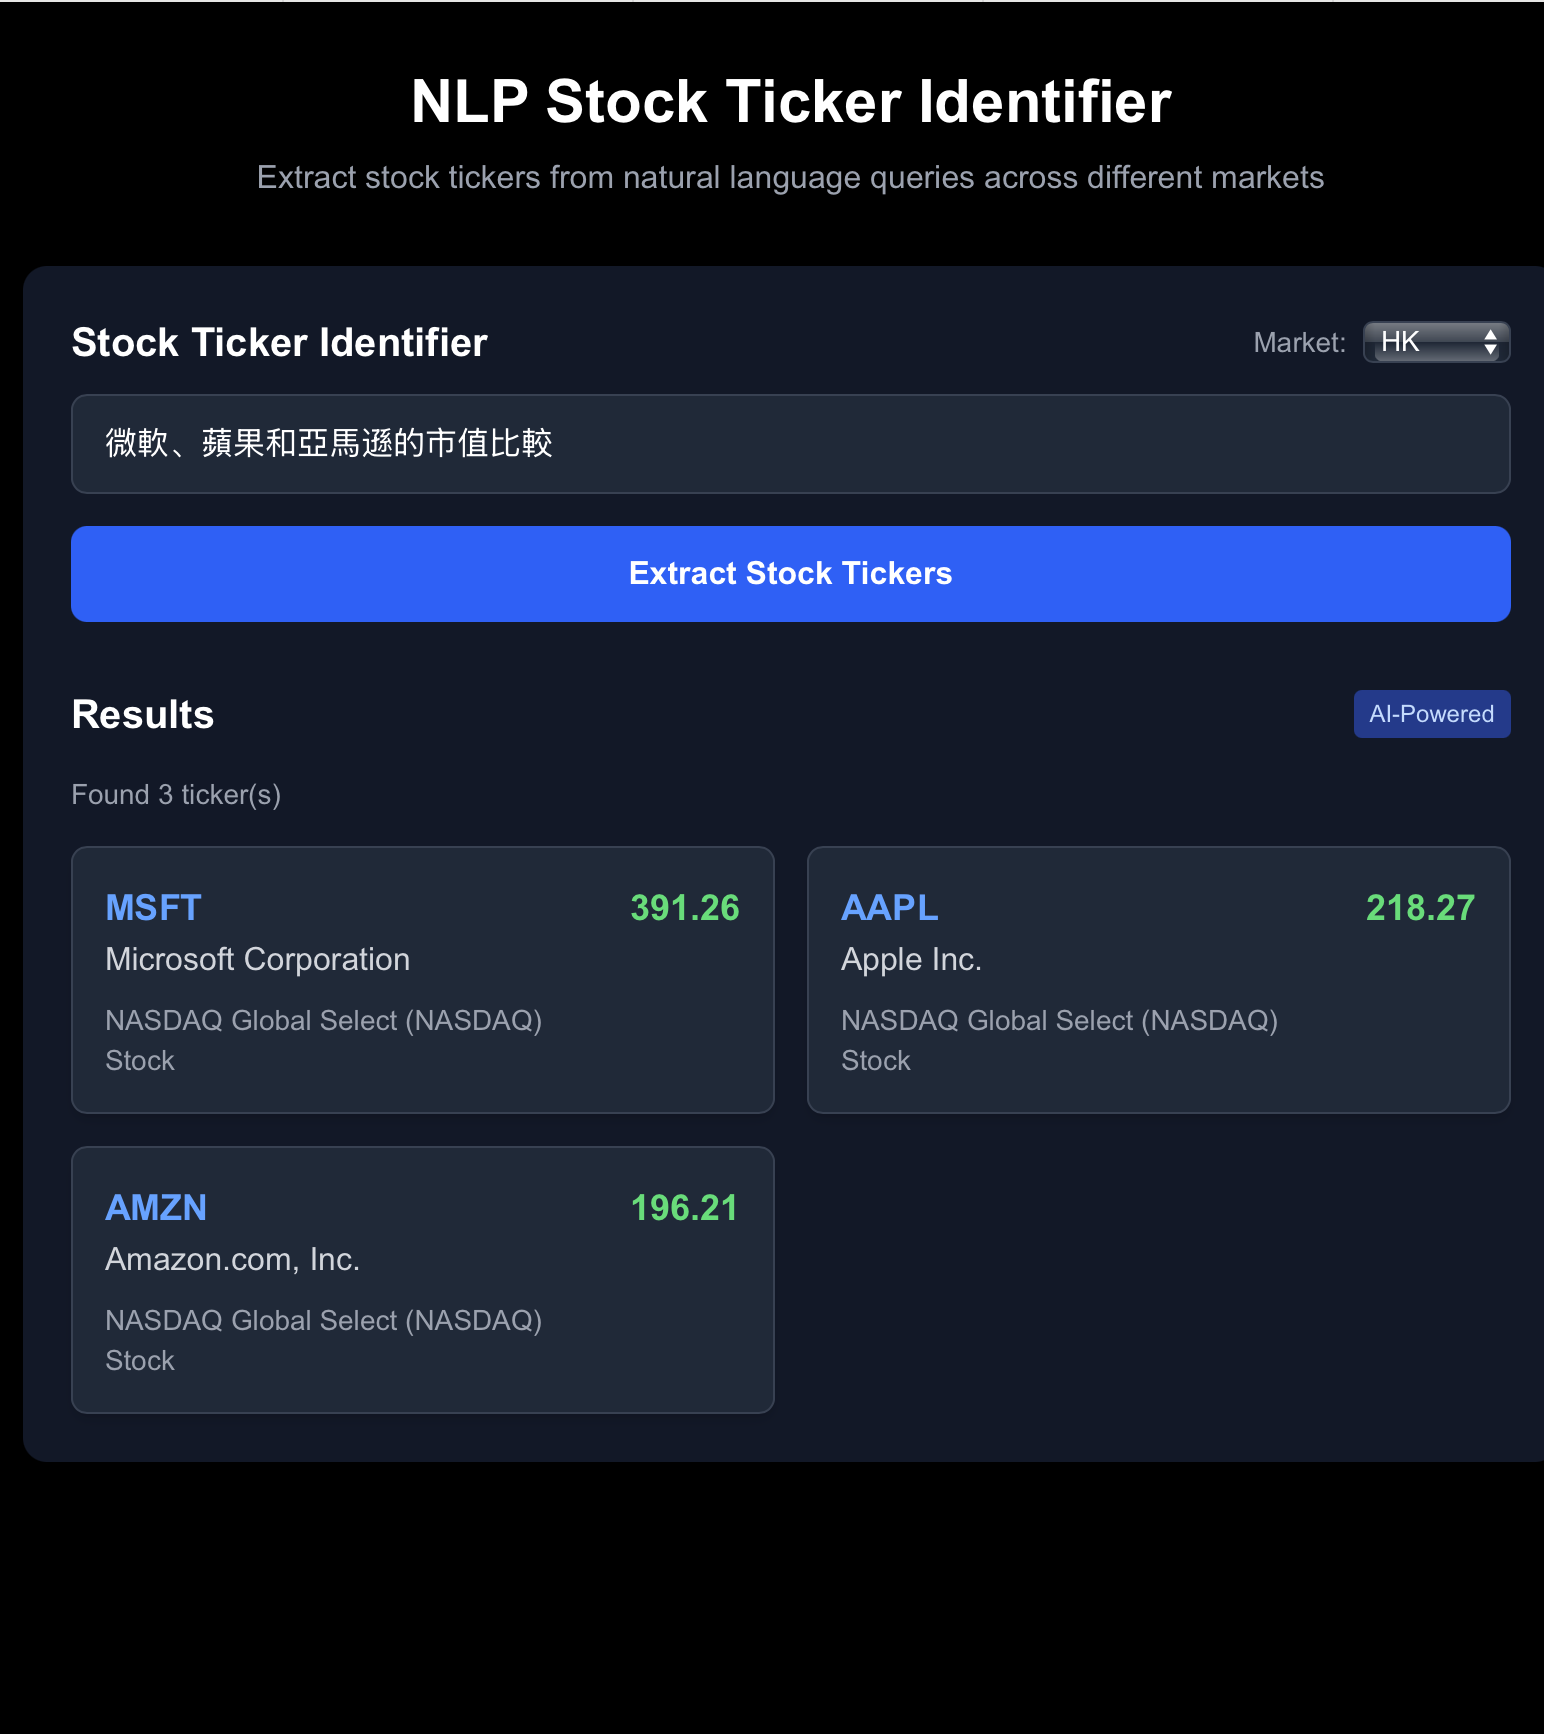 NLP Stock Ticker Identifier
Extract stock tickers from natural language queries across different markets
Stock Ticker Identifier
Market: HK
微軟、蘋果和亞馬遜的市值比較
Extract Stock Tickers
Results
AI-Powered
Found 3 ticker(s)
MSFT 391.26
Microsoft Corporation
NASDAQ Global Select (NASDAQ)
Stock
AAPL 218.27
Apple Inc.
NASDAQ Global Select (NASDAQ)
Stock
AMZN 196.21
Amazon.com, Inc.
NASDAQ Global Select (NASDAQ)
Stock